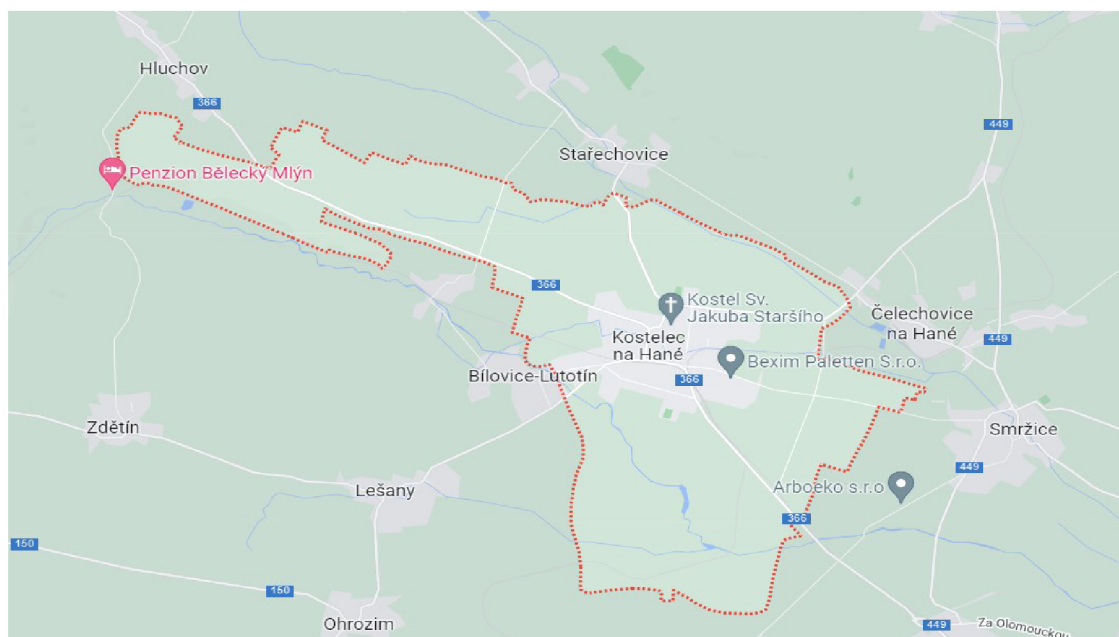 Hluchov
366
449
Stařechovice
Penzion Bělecký Mlýn
366
Kostel Sv.
Jakuba Staršího
Čelechovice
na Hané
449
Kostelec
na Hané
Bexim Paletten S.r.o.
Bílovice-Lutotín
366
Zdětín
Smržice
449
Lešany
Arboeko s.r.o
366
150
150
Ohrozim
449
Za Olomouckou